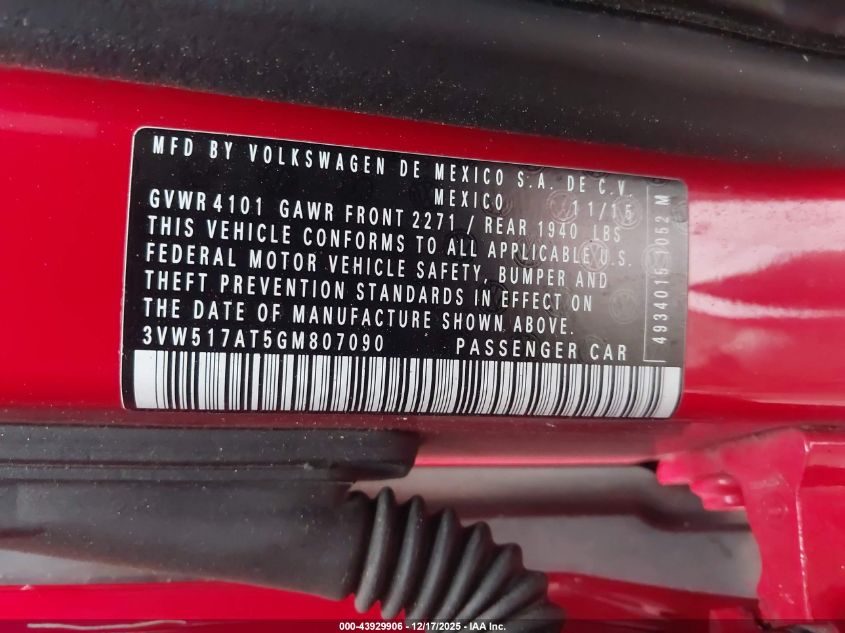 MFD BY VOLKSWAGEN DE MEXICO S.A. DE C.V.
MEXICO 11/15
GVWR 4101 GAWR FRONT 2271 / REAR 1940 LBS
THIS VEHICLE CONFORMS TO ALL APPLICABLE U.S.
FEDERAL MOTOR VEHICLE SAFETY, BUMPER AND
THEFT PREVENTION STANDARDS IN EFFECT ON
THE DATE OF MANUFACTURE SHOWN ABOVE.
3VW517AT5GM807090 PASSENGER CAR
052 M
000-43929906 - 12/17/2025 - IAA Inc.